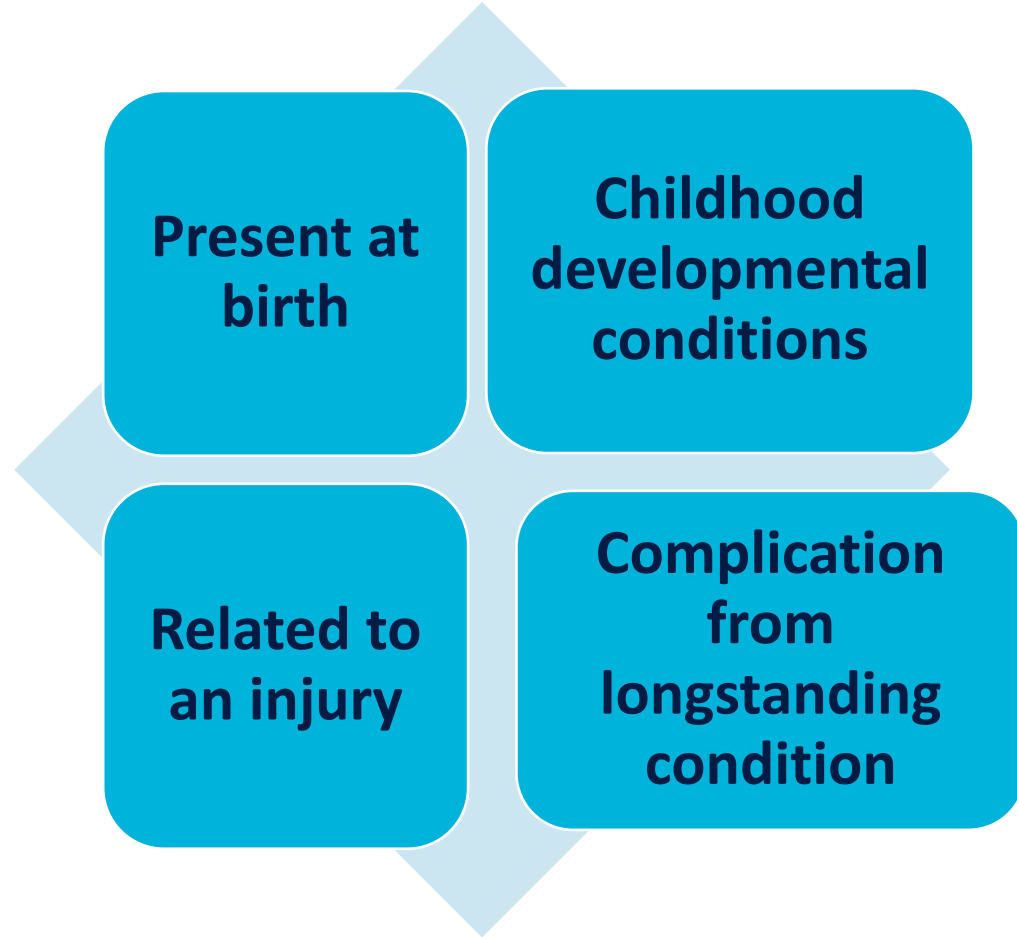 Present at
birth
Childhood
developmental
conditions
Related to
an injury
Complication
from
longstanding
condition